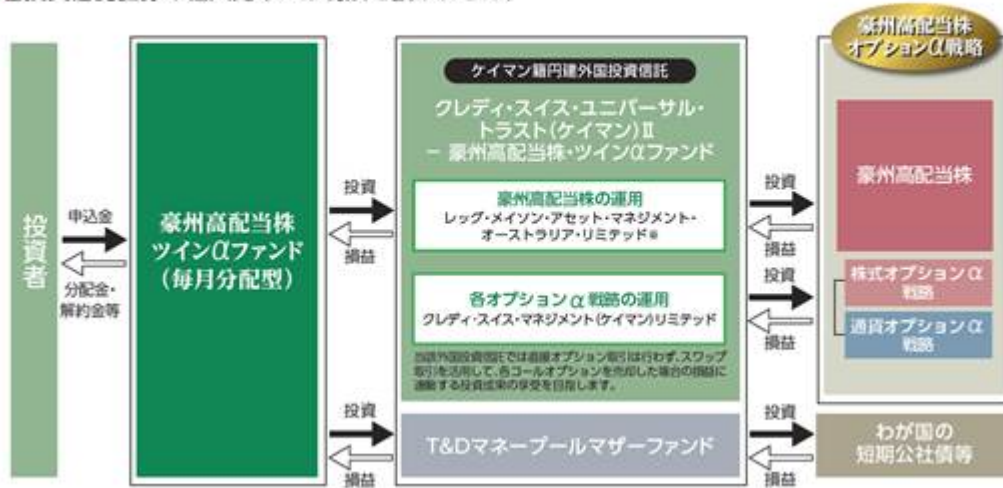 投資者
申込金
分配金・
解約金等
豪州高配当株
ツインαファンド
(毎月分配型)
投資
損益
投資
損益
ケイマン籍円建外国投資信託
クレディ・スイス・ユニバーサル・
トラスト(ケイマン)Ⅱ
－ 豪州高配当株・ツインαファンド
豪州高配当株の運用
レッグ・メイソン・アセット・マネジメント・
オーストラリア・リミテッド※
各オプションα戦略の運用
クレディ・スイス・マネジメント(ケイマン)リミテッド
当該外国投資信託では直接オプション取引は行わず、スワップ
取引を活用して、各コールオプションを売却した場合の損益に
連動する投資成果の享受を目指します。
T&Dマネープールマザーファンド
投資
損益
投資
損益
投資
損益
豪州高配当株
オプションα戦略
豪州高配当株
株式オプションα
戦略
通貨オプションα
戦略
わが国の
短期公社債等